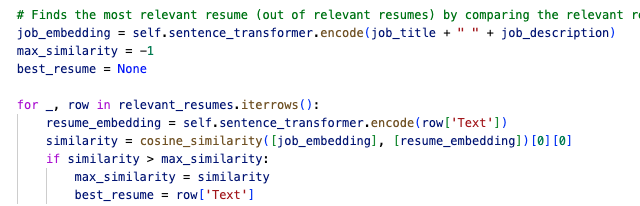 # Finds the most relevant resume (out of relevant resumes) by comparing the relevant
job_embedding = self.sentence_transformer.encode(job_title + " " + job_description)
max_similarity = -1
best_resume = None
for _, row in relevant_resumes.iterrows():
resume_embedding = self.sentence_transformer.encode(row['Text'])
similarity = cosine_similarity([job_embedding], [resume_embedding])[0][0]
if similarity > max_similarity:
max_similarity = similarity
best_resume = row['Text']